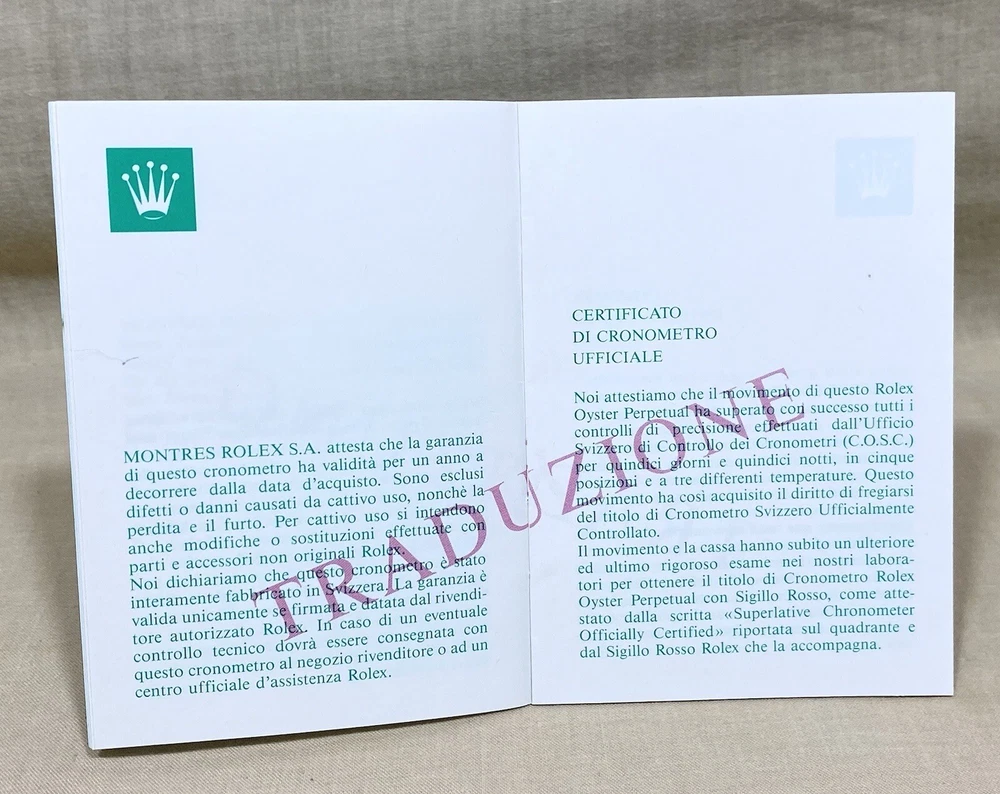 MONTRES ROLEX S.A. attesta che la garanzia
di questo cronometro ha validità per un anno a
decorrere dalla data d'acquisto. Sono esclusi
difetti o danni causati da cattivo uso, nonchè la
perdita e il furto. Per cattivo uso si intendono
anche modifiche o sostituzioni effettuate con
parti e accessori non originali Rolex.
Noi dichiariamo che questo cronometro è stato
interamente fabbricato in Svizzera. La garanzia è
valida unicamente se firmata e datata dal rivendi-
tore autorizzato Rolex. In caso di un eventuale
controllo tecnico dovrà essere consegnata con
questo cronometro al negozio rivenditore o ad un
centro ufficiale d'assistenza Rolex.
TRADUZIONE
CERTIFICATO
DI CRONOMETRO
UFFICIALE
Noi attestiamo che il movimento di questo Rolex
Oyster Perpetual ha superato con successo tutti i
controlli di precisione effettuati dall'Ufficio
Svizzero di Controllo dei Cronometri (C.O.S.C.)
per quindici giorni e quindici notti, in cinque
posizioni e a tre differenti temperature. Questo
movimento ha così acquisito il diritto di fregiarsi
del titolo di Cronometro Svizzero Ufficialmente
Controllato.
Il movimento e la cassa hanno subito un ulteriore
ed ultimo rigoroso esame nei nostri labora-
tori per ottenere il titolo di Cronometro Rolex
Oyster Perpetual con Sigillo Rosso, come atte-
stato dalla scritta «Superlative Chronometer
Officially Certified» riportata sul quadrante e
dal Sigillo Rosso Rolex che la accompagna.